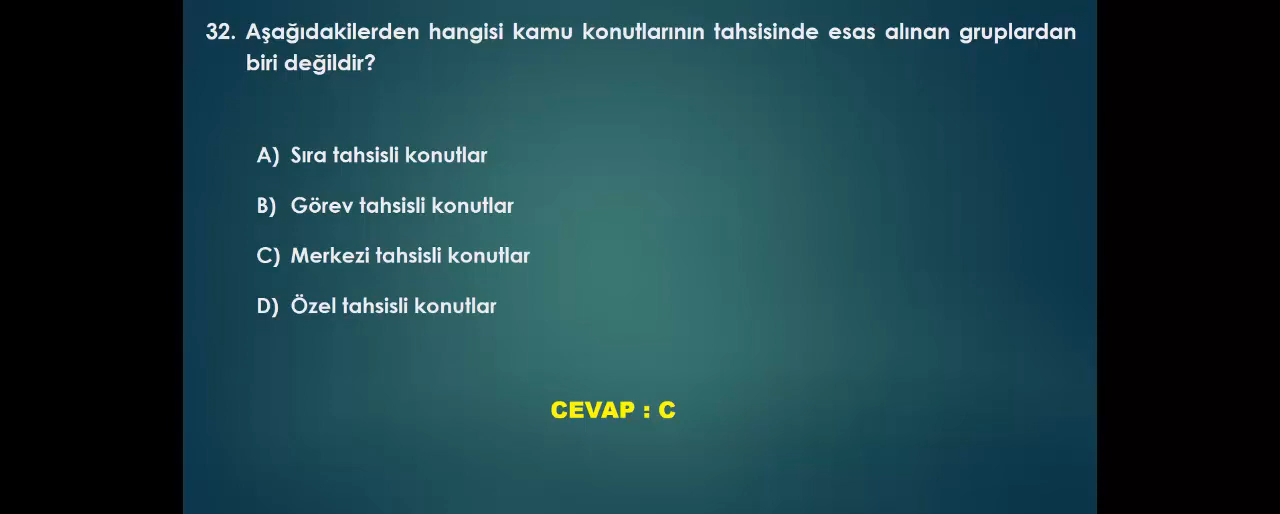 32. Aşağıdakilerden hangisi kamu konutlarının tahsisinde esas alınan gruplardan
biri değildir?
A) Sıra tahsisli konutlar
B) Görev tahsisli konutlar
C) Merkezi tahsisli konutlar
D) Özel tahsisli konutlar
CEVAP : C